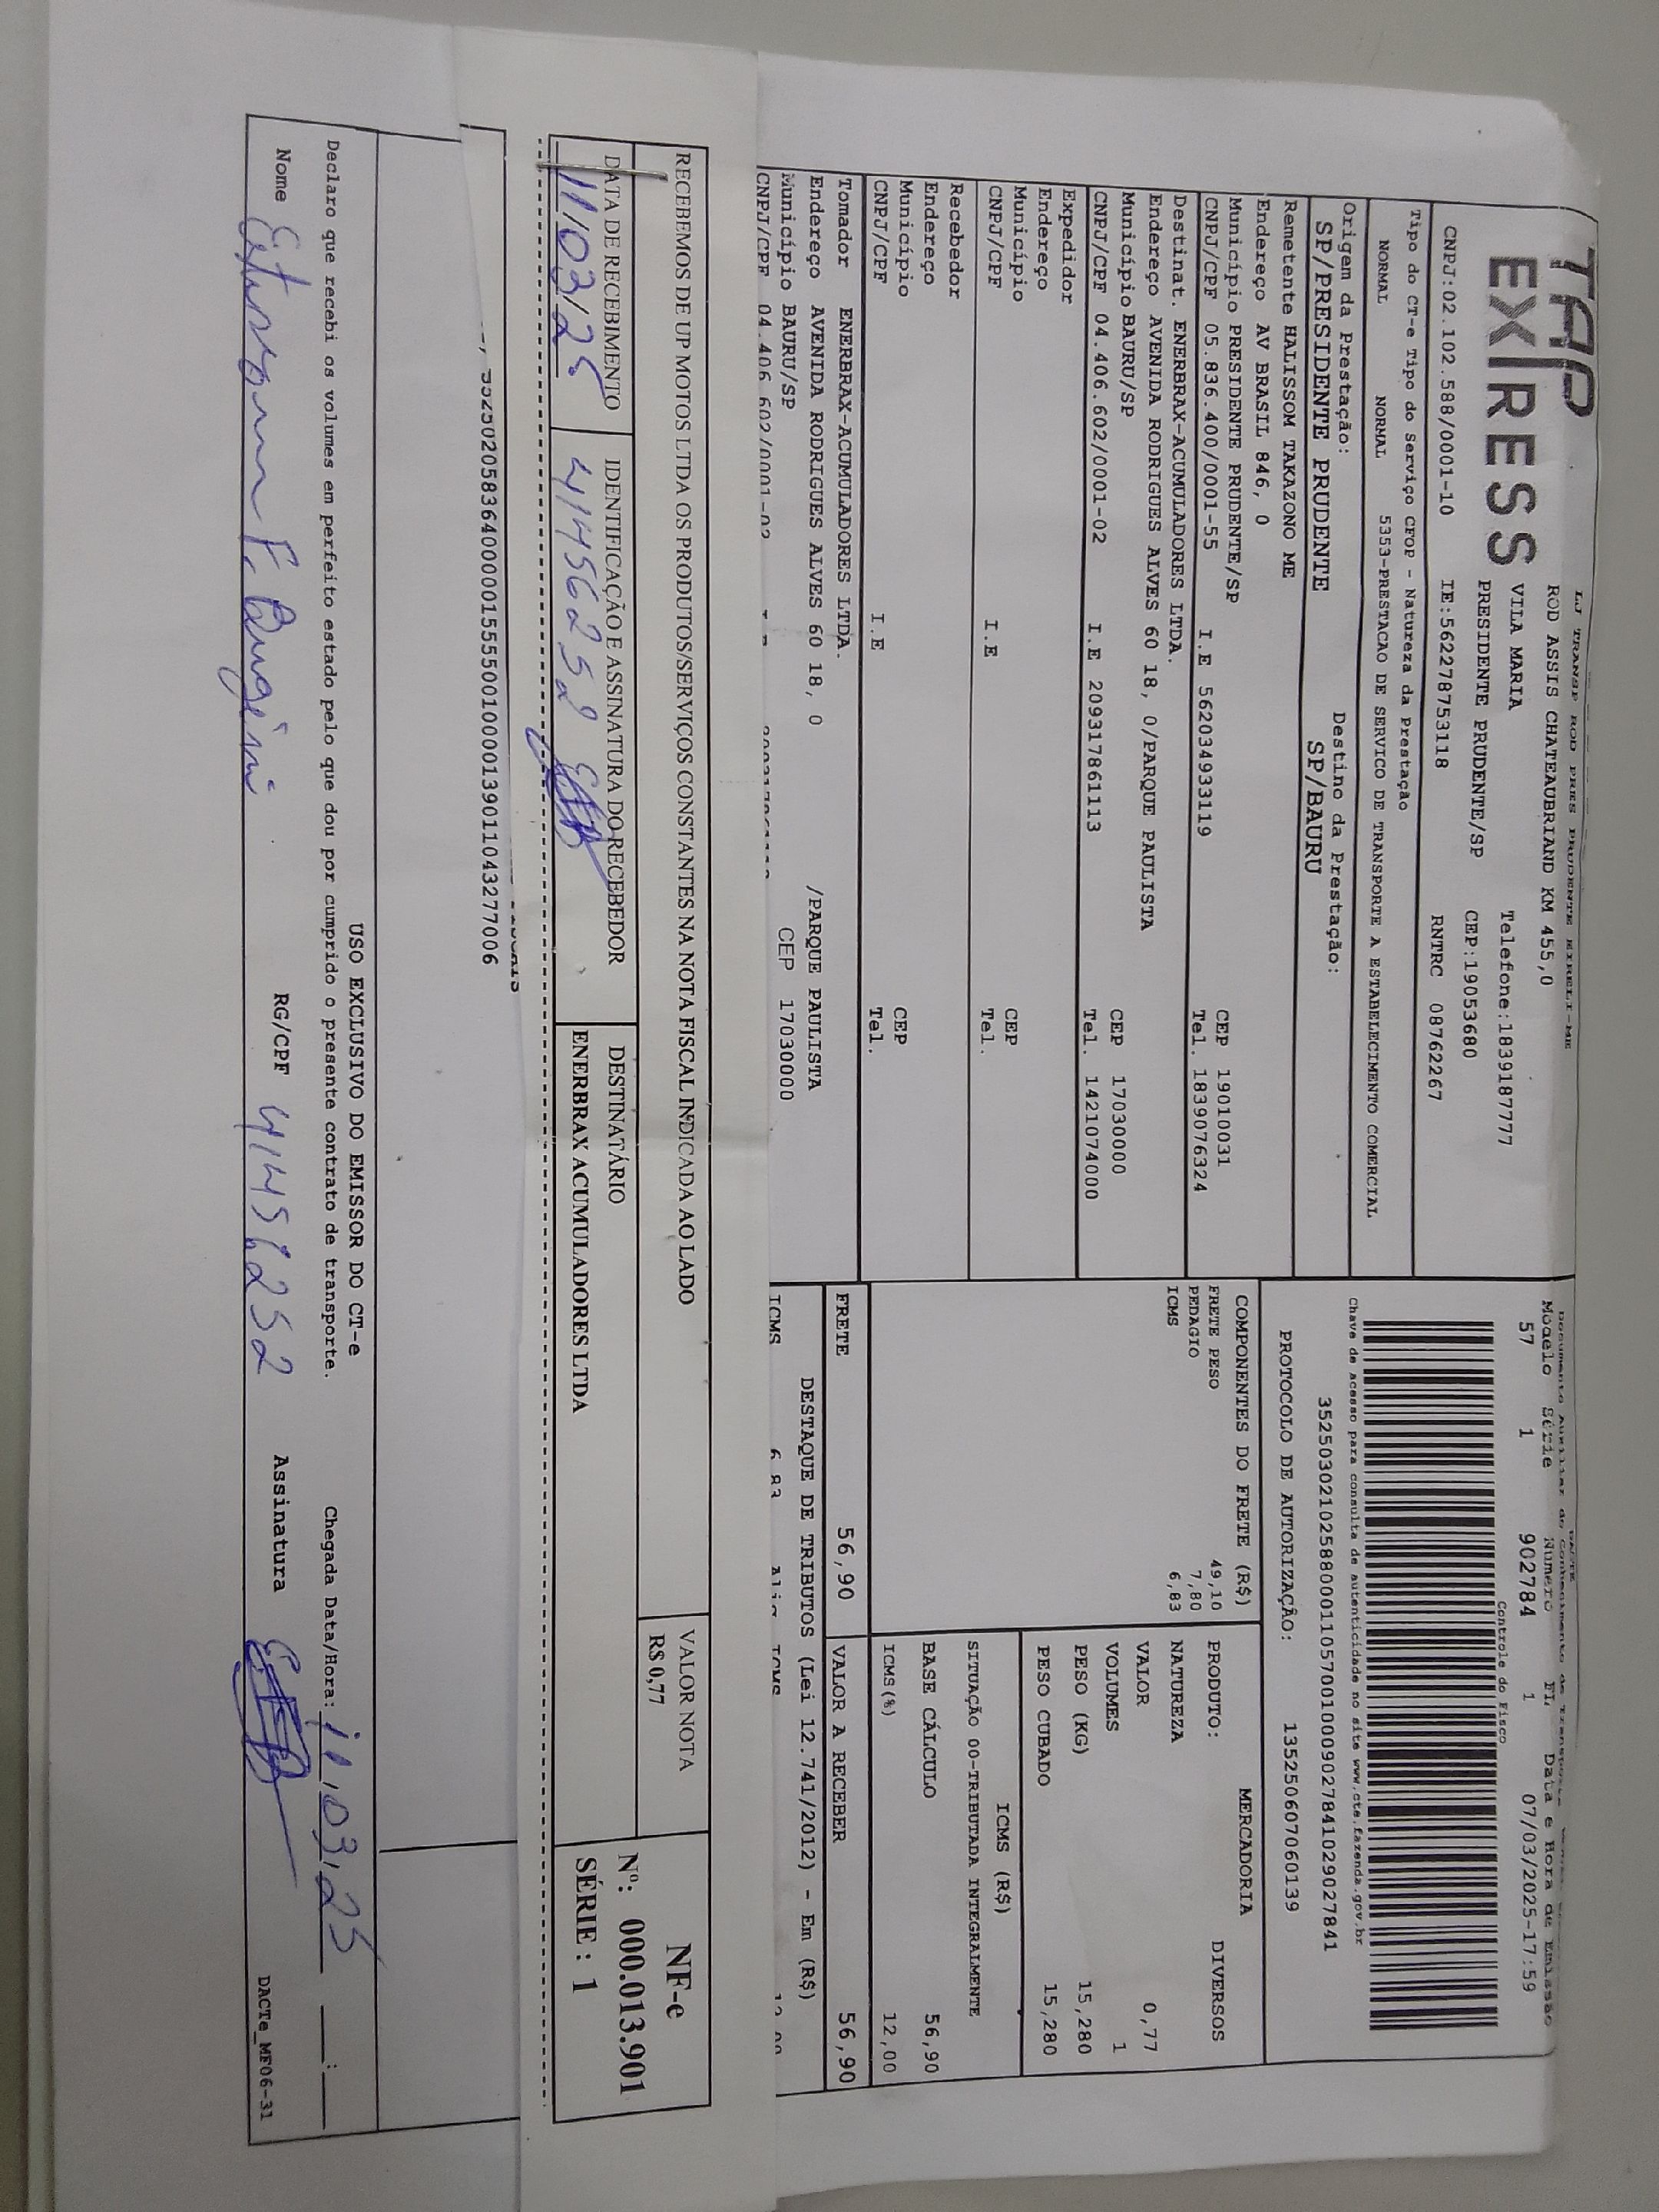 TAP
EXPRESS
LJ TRANSP ROD PRES PRUDENTE EIRELI-ME
ROD ASSIS CHATEAUBRIAND KM 455,0
VILA MARIA Telefone:1839187777
PRESIDENTE PRUDENTE/SP CEP:19053680
CNPJ:02.102.588/0001-10 IE:562278753118 RNTRC 08762267
Tipo do CT-e Tipo do Serviço CFOP - Natureza da Prestação
NORMAL NORMAL 5353-PRESTACAO DE SERVICO DE TRANSPORTE A ESTABELECIMENTO COMERCIAL
Origem da Prestação: Destino da Prestação:
SP/PRESIDENTE PRUDENTE SP/BAURU
Remetente HALISSOM TAKAZONO ME
Endereço AV BRASIL 846, 0
Município PRESIDENTE PRUDENTE/SP CEP 19010031
CNPJ/CPF 05.836.400/0001-55 I.E 562034933119 Tel. 1839076324
Destinat. ENERBRAX-ACUMULADORES LTDA.
Endereço AVENIDA RODRIGUES ALVES 60 18, 0/PARQUE PAULISTA
Município BAURU/SP CEP 17030000
CNPJ/CPF 04.406.602/0001-02 I.E 209317861113 Tel. 1421074000
Expedidor
Endereço
Município CEP
CNPJ/CPF I.E Tel.
Recebedor
Endereço
Município CEP
CNPJ/CPF I.E Tel.
Tomador ENERBRAX-ACUMULADORES LTDA.
Endereço AVENIDA RODRIGUES ALVES 60 18, 0 /PARQUE PAULISTA
Município BAURU/SP CEP 17030000
CNPJ/CPF 04.406.602/0001-02
DACTE
Documento Auxiliar do Conhecimento de Transporte
Modelo Série Número FL Data e Hora de Emissão
57 1 902784 1 07/03/2025-17:59
Controle do Fisco
Chave de acesso para consulta de autenticidade no site www.cte.fazenda.gov.br
35250302102588000110570010009027841029027841
PROTOCOLO DE AUTORIZAÇÃO: 135250607060139
COMPONENTES DO FRETE (R$)
FRETE PESO 49,10
PEDAGIO 7,80
ICMS 6,83
MERCADORIA
PRODUTO: DIVERSOS
NATUREZA
VALOR 0,77
VOLUMES 1
PESO (KG) 15,280
PESO CUBADO 15,280
ICMS (R$)
SITUAÇÃO 00-TRIBUTADA INTEGRALMENTE
BASE CÁLCULO 56,90
ICMS(%) 12,00
FRETE 56,90 VALOR A RECEBER 56,90
DESTAQUE DE TRIBUTOS (Lei 12.741/2012) - Em (R$)
ICMS 6,83
RECEBEMOS DE UP MOTOS LTDA OS PRODUTOS/SERVIÇOS CONSTANTES NA NOTA FISCAL INDICADA AO LADO
VALOR NOTA
R$ 0,77
DATA DE RECEBIMENTO
11/03/25
IDENTIFICAÇÃO E ASSINATURA DO RECEBEDOR
41456252
DESTINATÁRIO
ENERBRAX ACUMULADORES LTDA
NF-e
Nº: 000.013.901
SÉRIE : 1
35250205836400000155550010000139011043277006
USO EXCLUSIVO DO EMISSOR DO CT-e
Declaro que recebi os volumes em perfeito estado pelo que dou por cumprido o presente contrato de transporte. Chegada Data/Hora: 11/03/25 __:__
Nome RG/CPF 41456252 Assinatura
DACTe_MF06-31